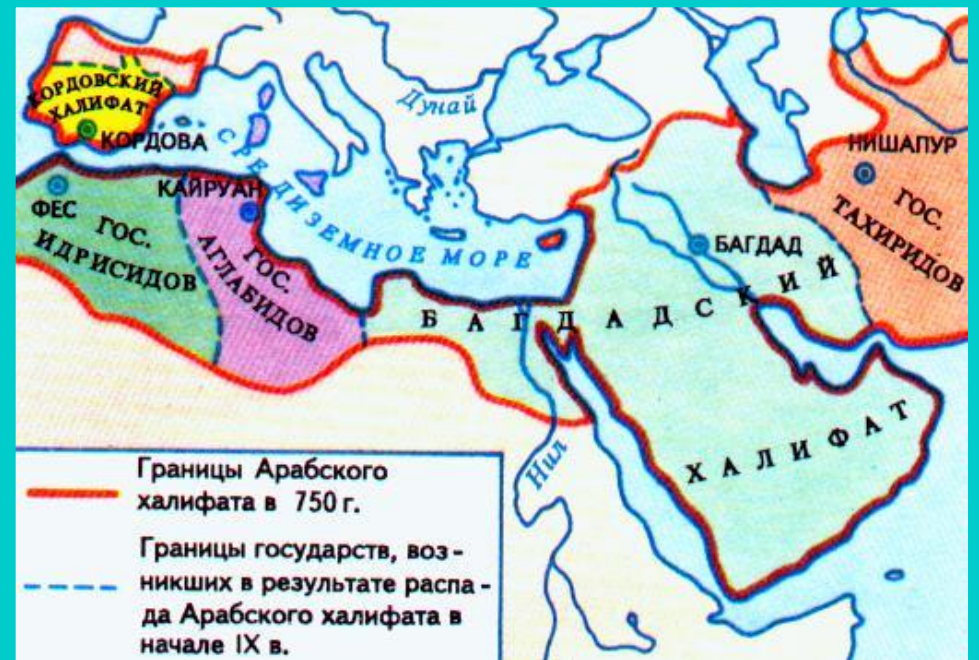 КОРДОВСКИЙ
ХАЛИФАТ
КОРДОВА
Дунай
НИШАПУР
ФЕС
ГОС.
ИДРИСИДОВ
КАЙРУАН
ГОС.
АГЛАБИДОВ
СРЕДИЗЕМНОЕ МОРЕ
БАГДАД
ГОС.
ТАХИРИДОВ
БАГДАДСКИЙ
ХАЛИФАТ
Нил
Границы Арабского
халифата в 750 г.
Границы государств, воз-
никших в результате распа-
да Арабского халифата в
начале IX в.